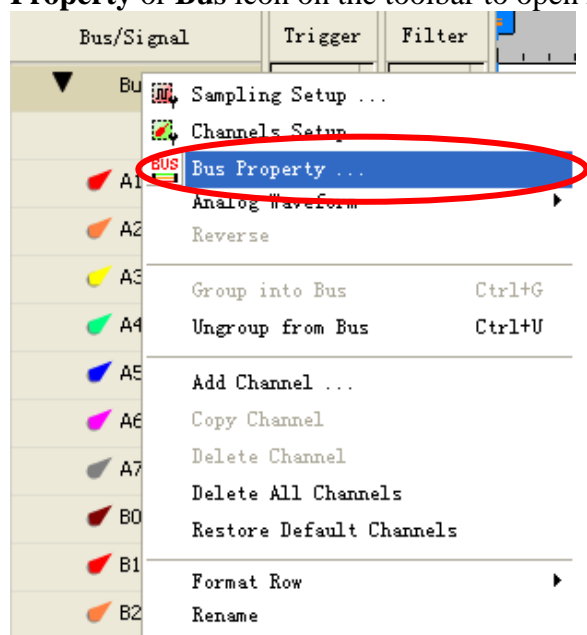 Property or Bus icon on the toolbar to open
Bus/Signal Trigger Filter
Bu
Sampling Setup ...
Channels Setup
BUS Bus Property ...
A1
Analog Waveform
A2
Reverse
A3
Group into Bus Ctrl+G
A4
Ungroup from Bus Ctrl+U
A5
Add Channel ...
A6
Copy Channel
A7
Delete Channel
Delete All Channels
B0
Restore Default Channels
B1
Format Row
B2
Rename